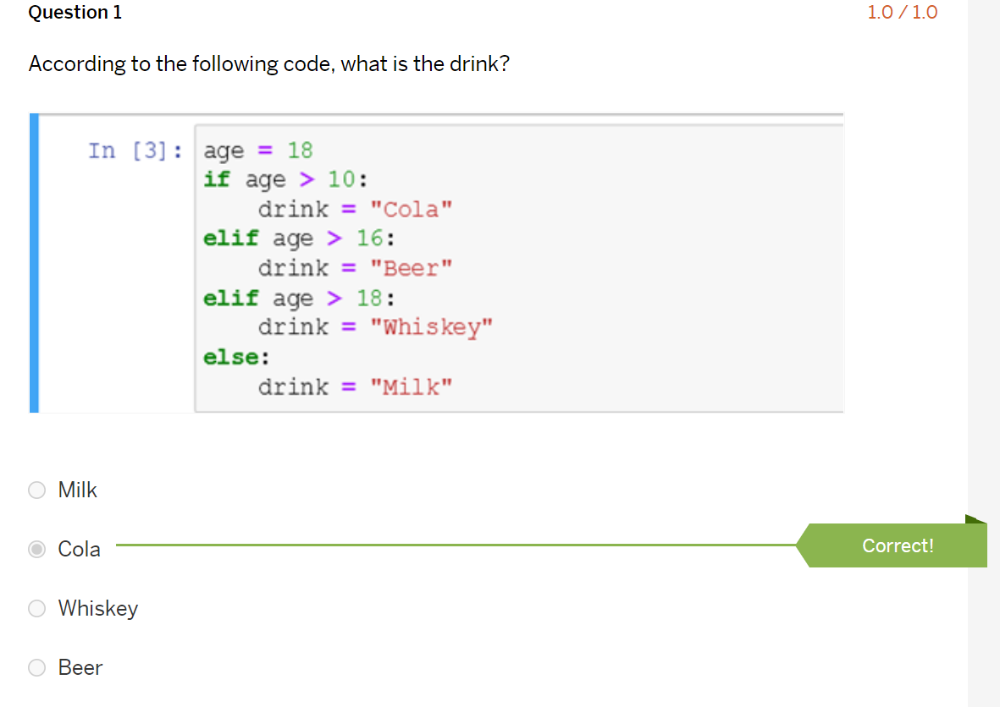 Question 1
1.0 / 1.0
According to the following code, what is the drink?
In [3]: age = 18
if age > 10:
    drink = "Cola"
elif age > 16:
    drink = "Beer"
elif age > 18:
    drink = "Whiskey"
else:
    drink = "Milk"
Milk
Cola
Correct!
Whiskey
Beer